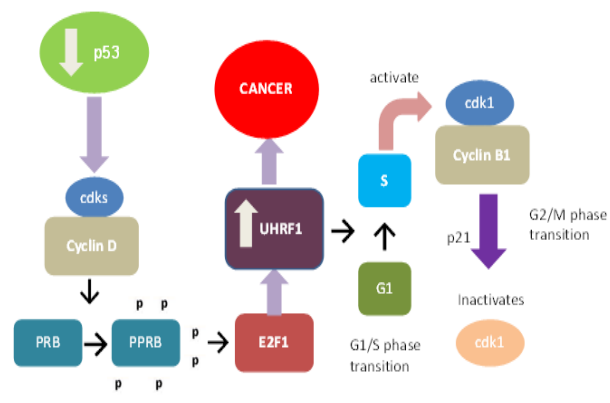 p53
cdks
Cyclin D
PRB
PPRB
p p
p
p
p p
E2F1
UHRF1
CANCER
G1
S
G1/S phase
transition
activate
cdk1
Cyclin B1
p21
G2/M phase
transition
Inactivates
cdk1